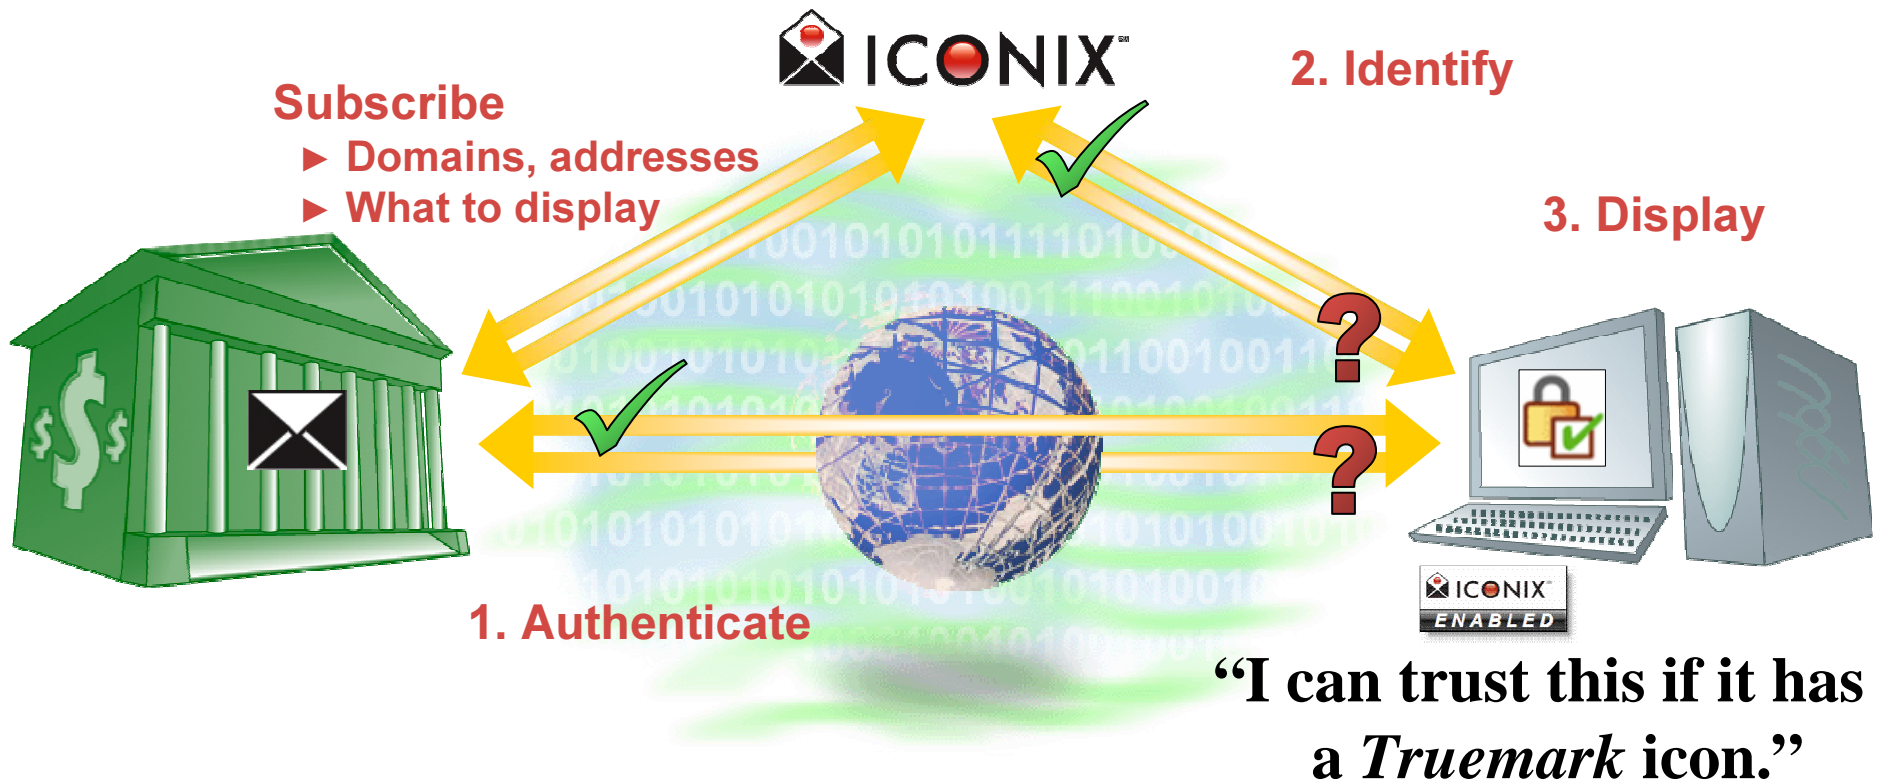 ICONIX SM
2. Identify
Subscribe
► Domains, addresses
► What to display
3. Display
1. Authenticate
ICONIX
ENABLED
“I can trust this if it has
a Truemark icon.”